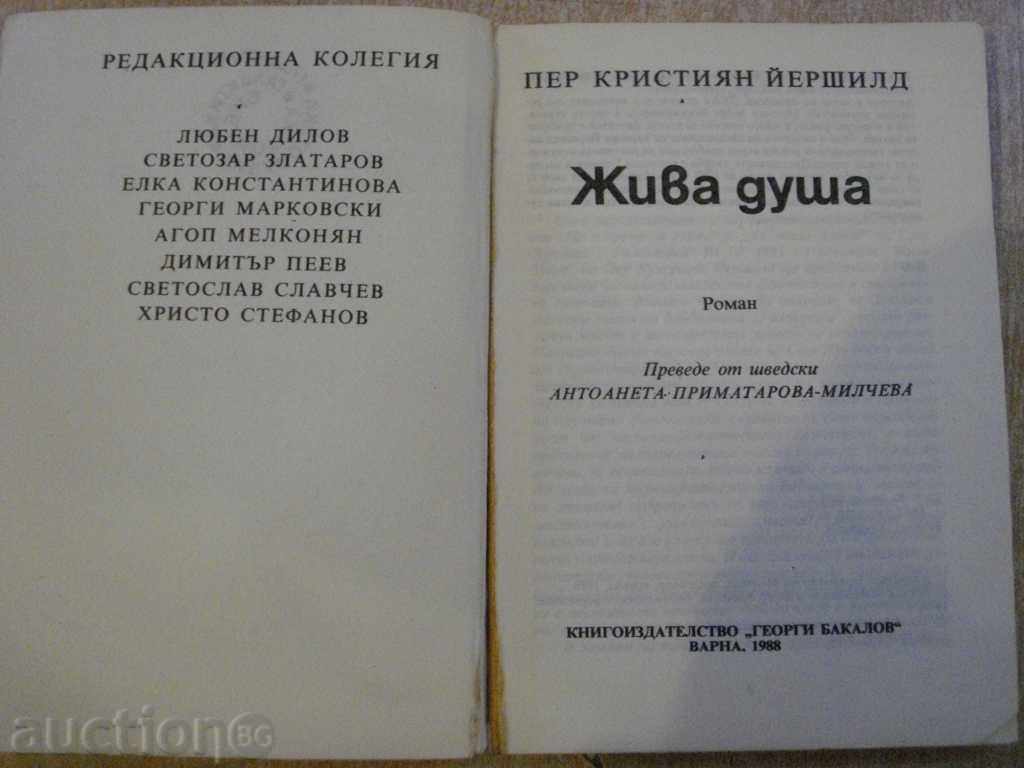 РЕДАКЦИОННА КОЛЕГИЯ
ЛЮБЕН ДИЛОВ
СВЕТОЗАР ЗЛАТАРОВ
ЕЛКА КОНСТАНТИНОВА
ГЕОРГИ МАРКОВСКИ
АГОП МЕЛКОНЯН
ДИМИТЪР ПЕЕВ
СВЕТОСЛАВ СЛАВЧЕВ
ХРИСТО СТЕФАНОВ
ПЕР КРИСТИЯН ЙЕРШИЛД
Жива душа
Роман
Преведе от шведски
АНТОАНЕТА ПРИМАТАРОВА-МИЛЧЕВА
КНИГОИЗДАТЕЛСТВО „ГЕОРГИ БАКАЛОВ“
ВАРНА, 1988
auction BG